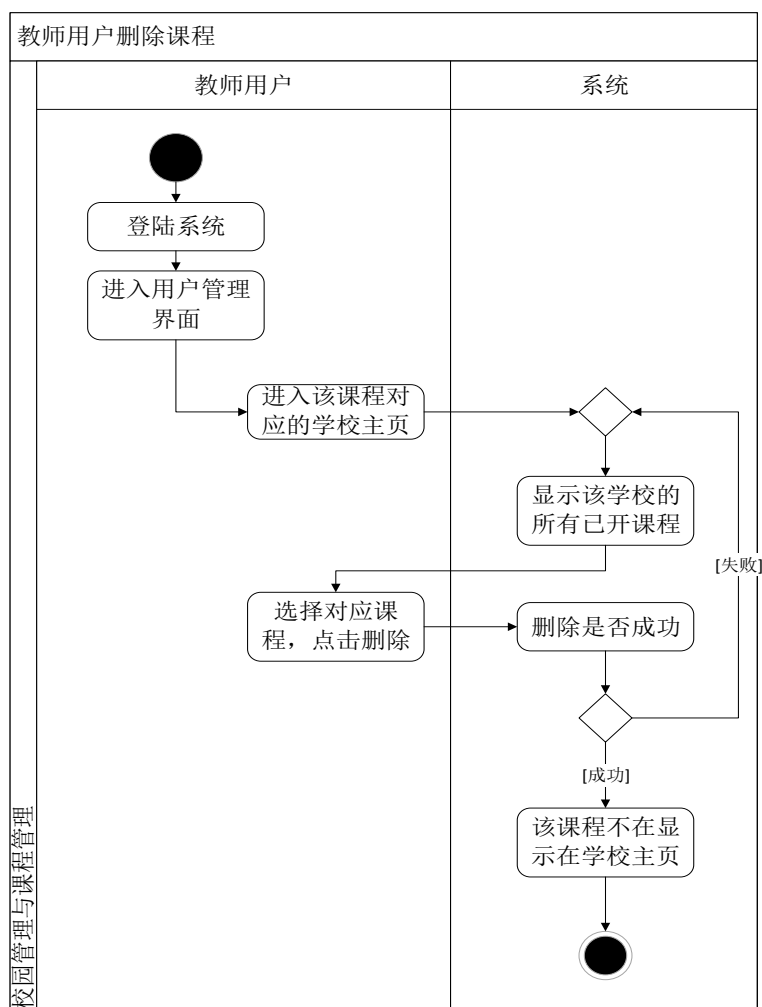 教师用户删除课程
教师用户
系统
登陆系统
进入用户管理
界面
进入该课程对
应的学校主页
显示该学校的
所有已开课程
[失败]
选择对应课
程，点击删除
删除是否成功
[成功]
该课程不在显
示在学校主页
校园管理与课程管理